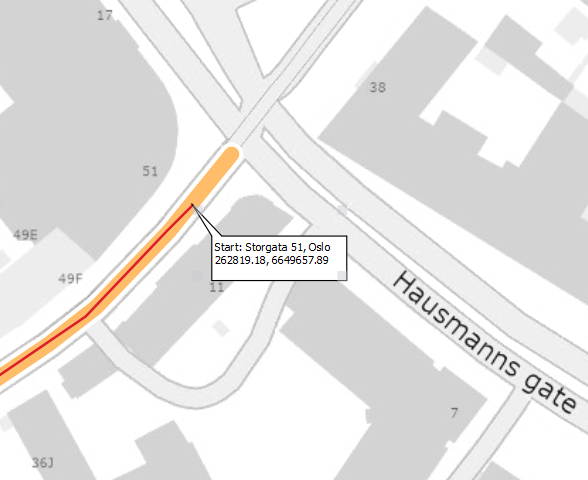 17
38
51
49E
Start: Storgata 51, Oslo
262819.18, 6649657.89
49F
11
Hausmanns gate
7
36J